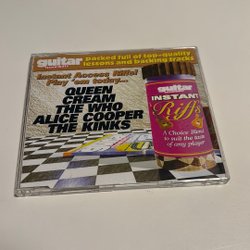 guitar
packed full of top-quality
lessons and backing tracks
Instant Access Riffs!
Play 'em today...
QUEEN
CREAM
THE WHO
ALICE COOPER
THE KINKS
guitar
INSTANT
Riffs
A Choice Blend
to suit the taste
of any player